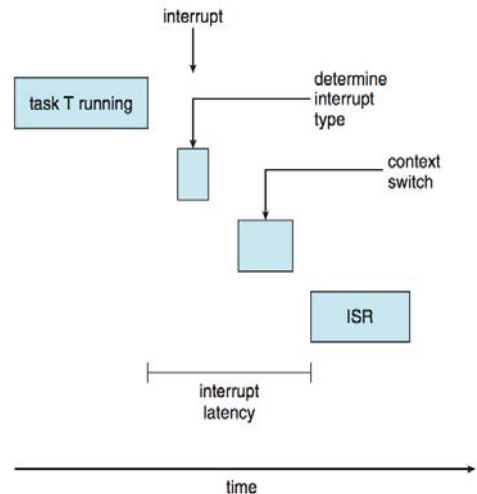 interrupt
task T running
determine
interrupt
type
context
switch
ISR
interrupt
latency
time